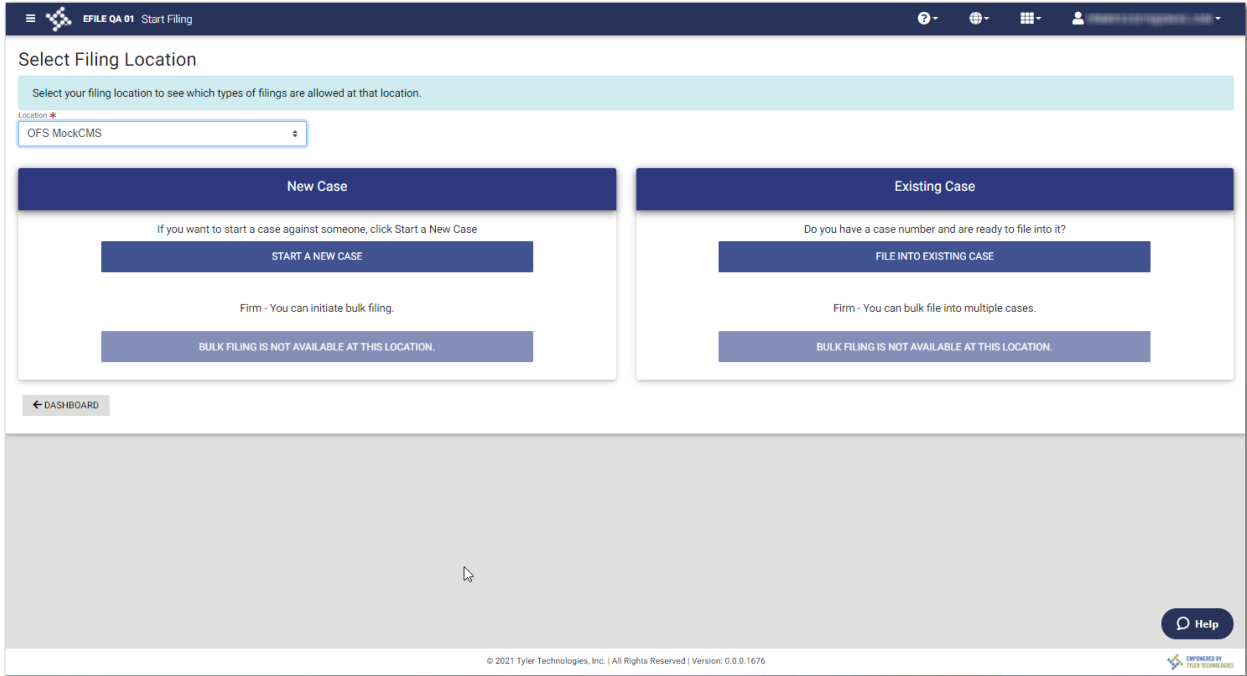 EFILE QA 01 Start Filing
Select Filing Location
Select your filing location to see which types of filings are allowed at that location.
Location *
OFS MockCMS
New Case
If you want to start a case against someone, click Start a New Case
START A NEW CASE
Firm - You can initiate bulk filing.
BULK FILING IS NOT AVAILABLE AT THIS LOCATION.
Existing Case
Do you have a case number and are ready to file into it?
FILE INTO EXISTING CASE
Firm - You can bulk file into multiple cases.
BULK FILING IS NOT AVAILABLE AT THIS LOCATION.
DASHBOARD
Help
© 2021 Tyler Technologies, Inc. | All Rights Reserved | Version: 0.0.0.1676
EMPOWERED BY
TYLER TECHNOLOGIES